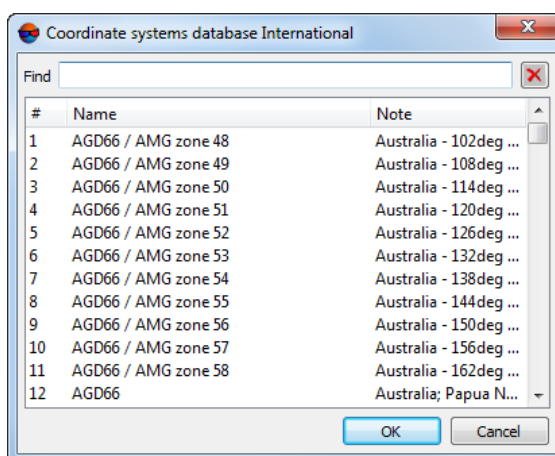 Coordinate systems database International
Find
# Name Note
1 AGD66 / AMG zone 48 Australia - 102deg ...
2 AGD66 / AMG zone 49 Australia - 108deg ...
3 AGD66 / AMG zone 50 Australia - 114deg ...
4 AGD66 / AMG zone 51 Australia - 120deg ...
5 AGD66 / AMG zone 52 Australia - 126deg ...
6 AGD66 / AMG zone 53 Australia - 132deg ...
7 AGD66 / AMG zone 54 Australia - 138deg ...
8 AGD66 / AMG zone 55 Australia - 144deg ...
9 AGD66 / AMG zone 56 Australia - 150deg ...
10 AGD66 / AMG zone 57 Australia - 156deg ...
11 AGD66 / AMG zone 58 Australia - 162deg ...
12 AGD66 Australia; Papua N...
OK Cancel